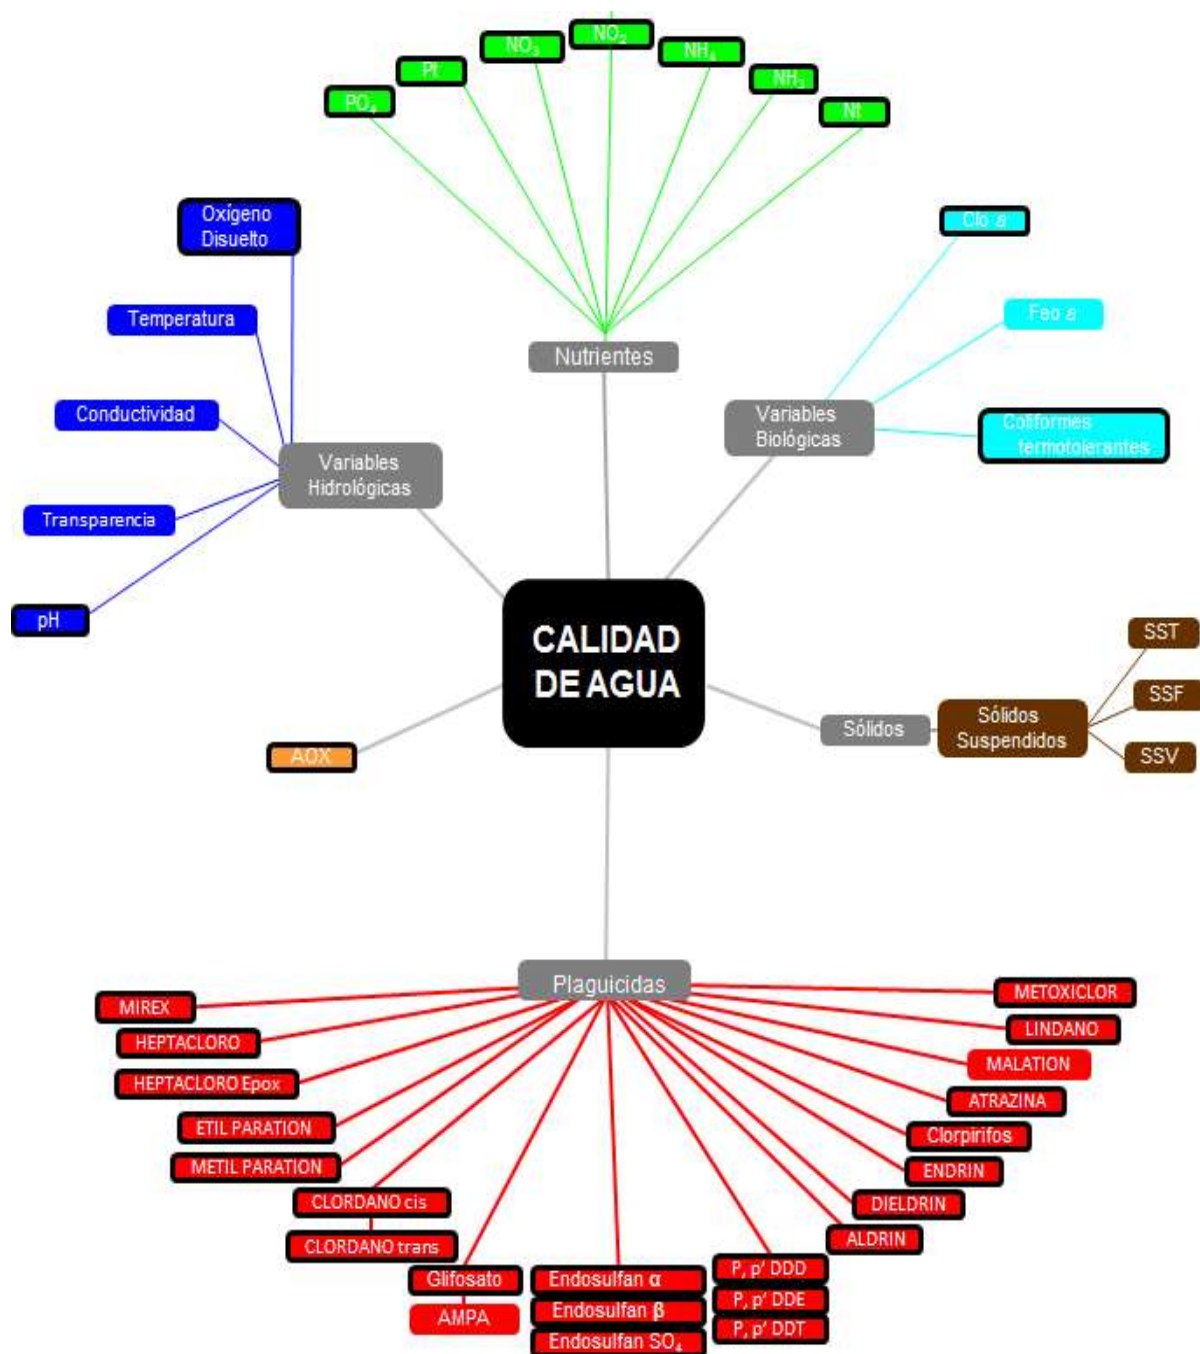 NO₂
NO₃
NH₄
Pt
NH₃
PO₄
Nt
Oxígeno
Disuelto
Clo a
Temperatura
Feo a
Nutrientes
Conductividad
Variables
Biológicas
Coliformes
termotolerantes
Variables
Hidrológicas
Transparencia
pH
CALIDAD
DE AGUA
SST
SSF
Sólidos
Sólidos
Suspendidos
SSV
AOX
Plaguicidas
MIREX
HEPTACLORO
HEPTACLORO Epox
ETIL PARATION
METIL PARATION
CLORDANO cis
CLORDANO trans
Glifosato
AMPA
Endosulfan α
Endosulfan β
Endosulfan SO₄
P, p' DDD
P, p' DDE
P, p' DDT
METOXICLOR
LINDANO
MALATION
ATRAZINA
Clorpirifos
ENDRIN
DIELDRIN
ALDRIN